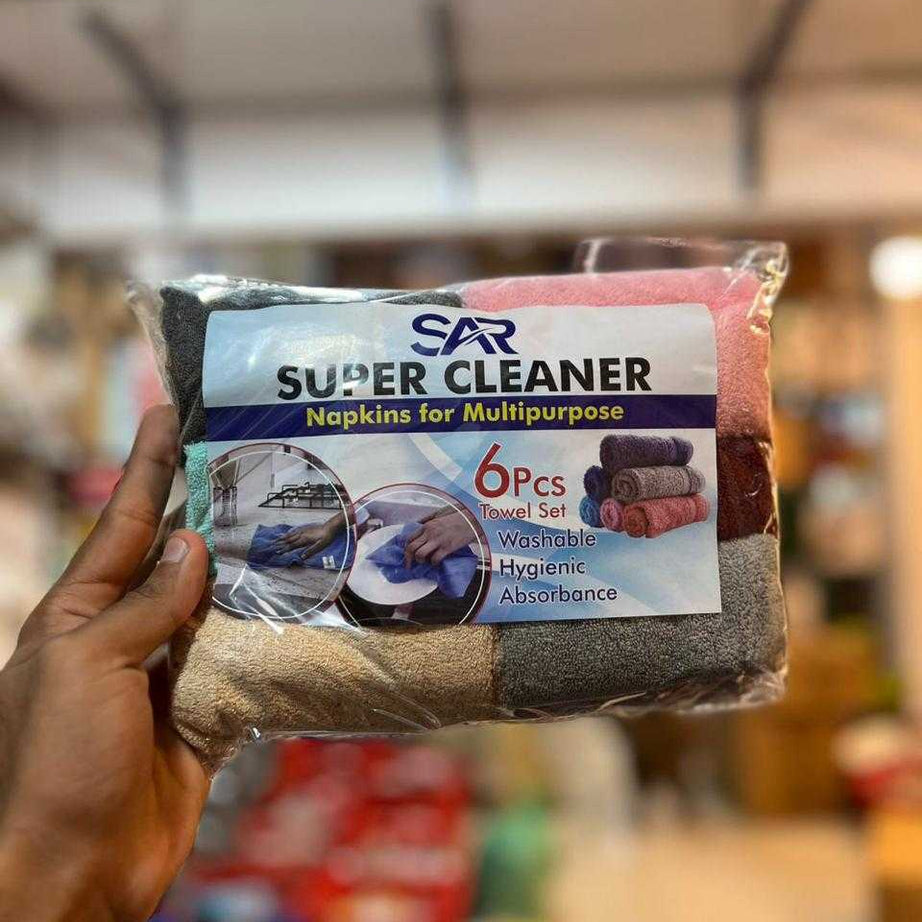 SAR
SUPER CLEANER
Napkins for Multipurpose
6Pcs
Towel Set
Washable
Hygienic
Absorbance